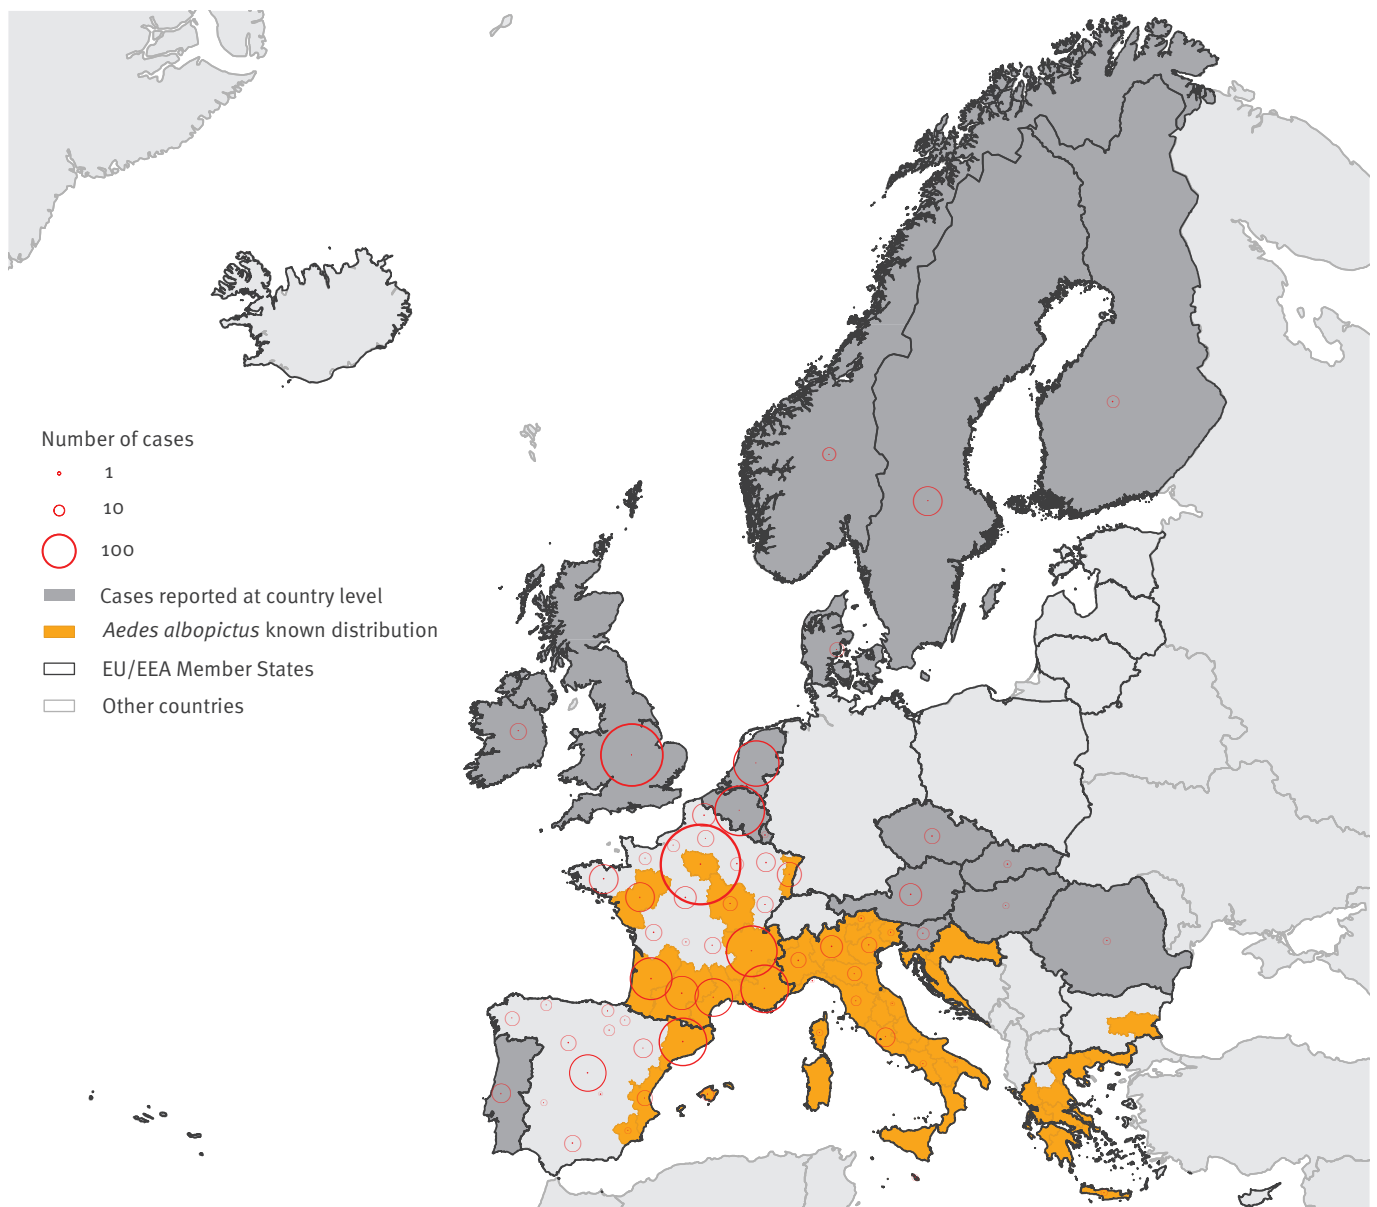 Number of cases
1
10
100
Cases reported at country level
Aedes albopictus known distribution
EU/EEA Member States
Other countries